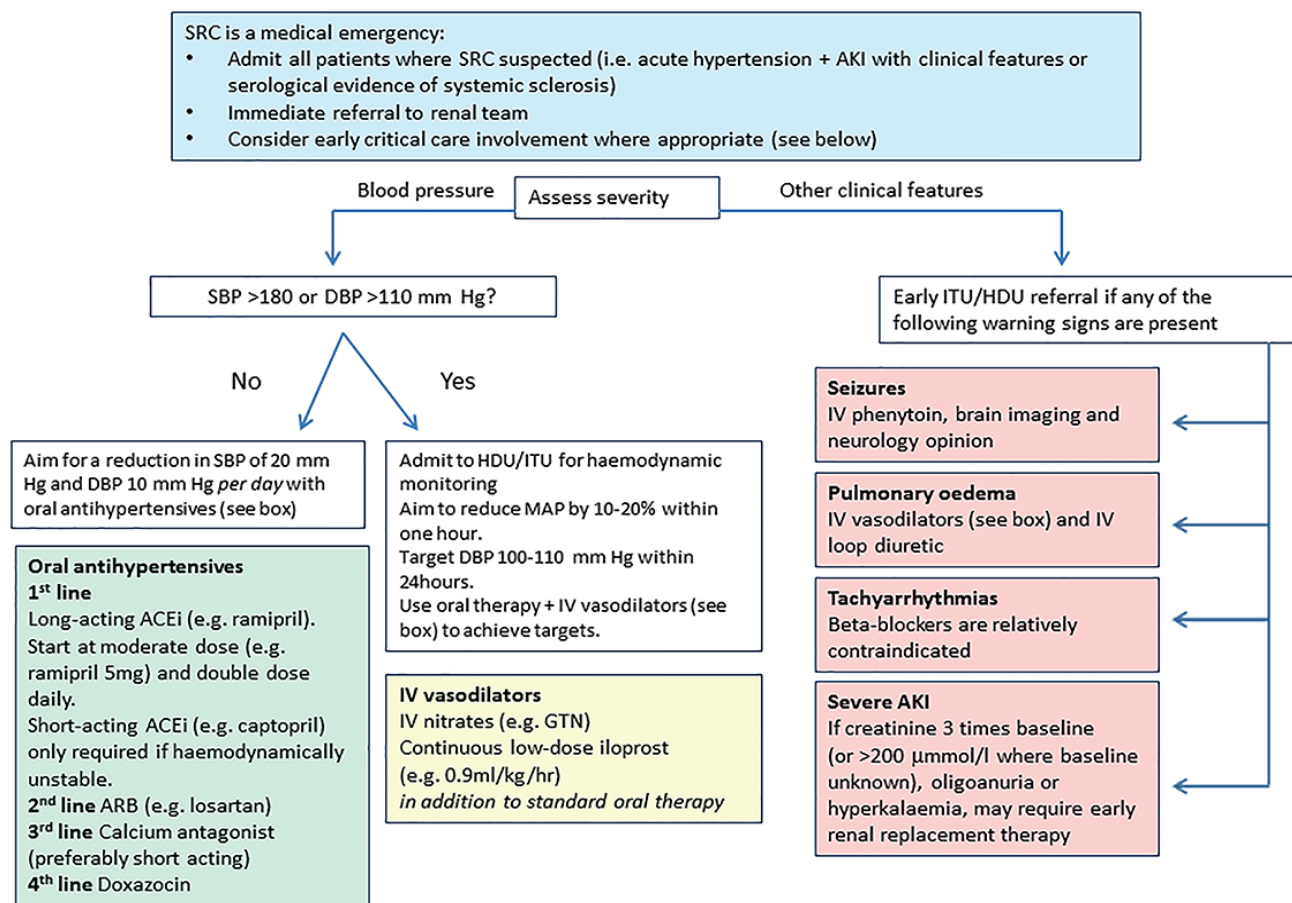 SRC is a medical emergency:
• Admit all patients where SRC suspected (i.e. acute hypertension + AKI with clinical features or
serological evidence of systemic sclerosis)
• Immediate referral to renal team
• Consider early critical care involvement where appropriate (see below)
Blood pressure
Assess severity
Other clinical features
SBP >180 or DBP >110 mm Hg?
No
Yes
Aim for a reduction in SBP of 20 mm
Hg and DBP 10 mm Hg per day with
oral antihypertensives (see box)
Oral antihypertensives
1st line
Long-acting ACEi (e.g. ramipril).
Start at moderate dose (e.g.
ramipril 5mg) and double dose
daily.
Short-acting ACEi (e.g. captopril)
only required if haemodynamically
unstable.
2nd line ARB (e.g. losartan)
3rd line Calcium antagonist
(preferably short acting)
4th line Doxazocin
Admit to HDU/ITU for haemodynamic
monitoring
Aim to reduce MAP by 10-20% within
one hour.
Target DBP 100-110 mm Hg within
24hours.
Use oral therapy + IV vasodilators (see
box) to achieve targets.
IV vasodilators
IV nitrates (e.g. GTN)
Continuous low-dose iloprost
(e.g. 0.9ml/kg/hr)
in addition to standard oral therapy
Early ITU/HDU referral if any of the
following warning signs are present
Seizures
IV phenytoin, brain imaging and
neurology opinion
Pulmonary oedema
IV vasodilators (see box) and IV
loop diuretic
Tachyarrhythmias
Beta-blockers are relatively
contraindicated
Severe AKI
If creatinine 3 times baseline
(or >200 μmmol/l where baseline
unknown), oligoanuria or
hyperkalaemia, may require early
renal replacement therapy